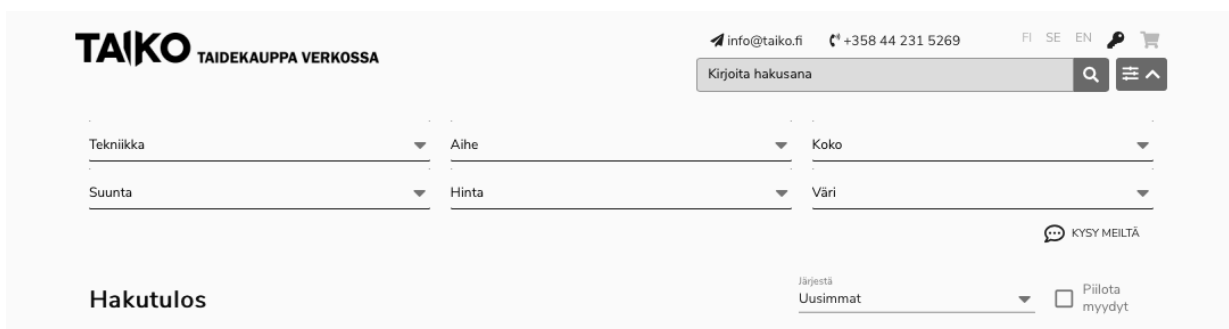 TAIKO TAIDEKAUPPA VERKOSSA
info@taiko.fi +358 44 231 5269 FI SE EN
Kirjoita hakusana
Tekniikka Aihe Koko
Suunta Hinta Väri
KYSY MEILTÄ
Hakutulos
Järjestä
Uusimmat
Piilota
myydyt